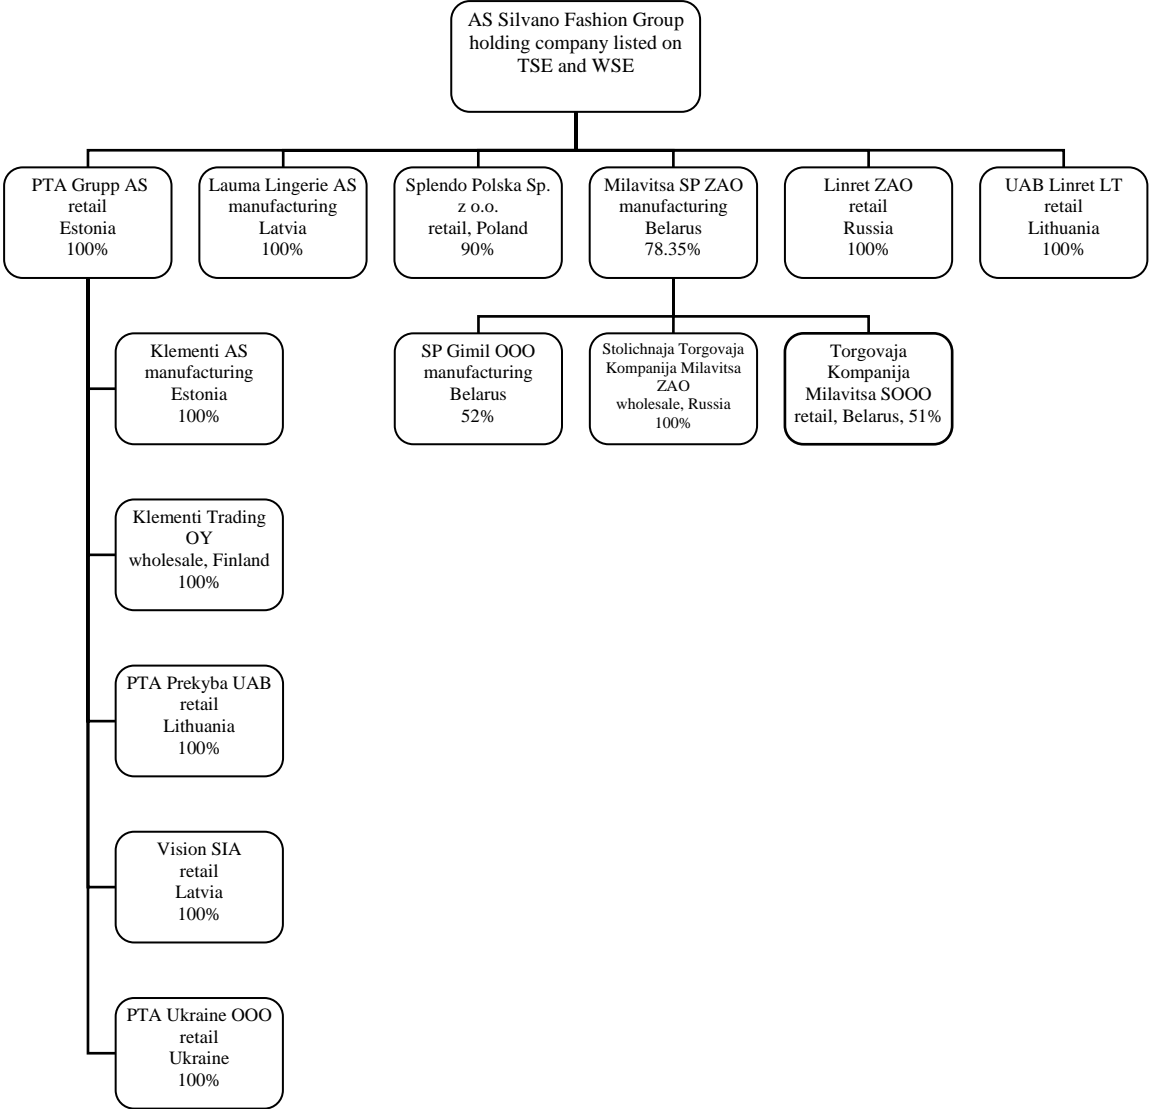 AS Silvano Fashion Group
holding company listed on
TSE and WSE
PTA Grupp AS
retail
Estonia
100%
Lauma Lingerie AS
manufacturing
Latvia
100%
Splendo Polska Sp.
z o.o.
retail, Poland
90%
Milavitsa SP ZAO
manufacturing
Belarus
78.35%
Linret ZAO
retail
Russia
100%
UAB Linret LT
retail
Lithuania
100%
Klementi AS
manufacturing
Estonia
100%
SP Gimil OOO
manufacturing
Belarus
52%
Stolichnaja Torgovaja
Kompanija Milavitsa
ZAO
wholesale, Russia
100%
Torgovaja
Kompanija
Milavitsa SOOO
retail, Belarus, 51%
Klementi Trading
OY
wholesale, Finland
100%
PTA Prekyba UAB
retail
Lithuania
100%
Vision SIA
retail
Latvia
100%
PTA Ukraine OOO
retail
Ukraine
100%